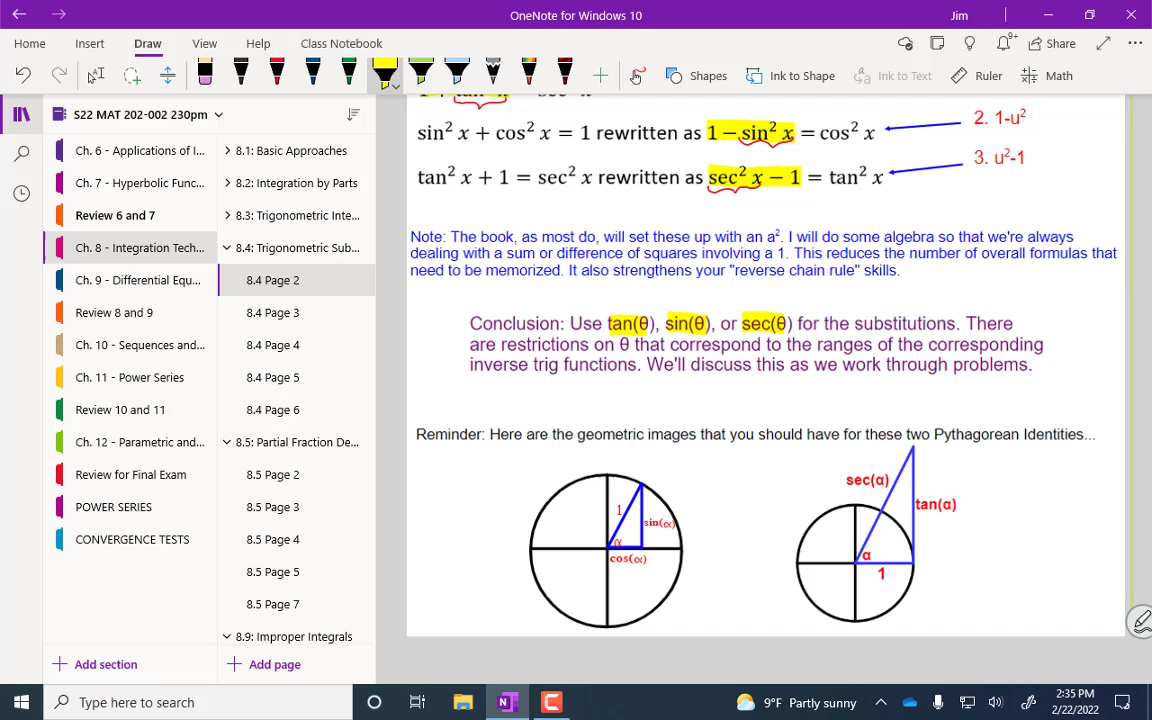 OneNote for Windows 10
Jim
Home Insert Draw View Help Class Notebook
9+
Share
Shapes
Ink to Shape
Ink to Text
Ruler
Math
S22 MAT 202-002 230pm
Ch. 6 - Applications of I...
Ch. 7 - Hyperbolic Func...
Review 6 and 7
Ch. 8 - Integration Tech...
Ch. 9 - Differential Equ...
Review 8 and 9
Ch. 10 - Sequences and...
Ch. 11 - Power Series
Review 10 and 11
Ch. 12 - Parametric and...
Review for Final Exam
POWER SERIES
CONVERGENCE TESTS
Add section
8.1: Basic Approaches
8.2: Integration by Parts
8.3: Trigonometric Inte...
8.4: Trigonometric Sub...
8.4 Page 2
8.4 Page 3
8.4 Page 4
8.4 Page 5
8.4 Page 6
8.5: Partial Fraction De...
8.5 Page 2
8.5 Page 3
8.5 Page 4
8.5 Page 5
8.5 Page 7
8.9: Improper Integrals
Add page
sin² x + cos² x = 1 rewritten as 1 − sin² x = cos² x
2. 1-u²
tan² x + 1 = sec² x rewritten as sec² x − 1 = tan² x
3. u²-1
Note: The book, as most do, will set these up with an a². I will do some algebra so that we're always
dealing with a sum or difference of squares involving a 1. This reduces the number of overall formulas that
need to be memorized. It also strengthens your "reverse chain rule" skills.
Conclusion: Use tan(θ), sin(θ), or sec(θ) for the substitutions. There
are restrictions on θ that correspond to the ranges of the corresponding
inverse trig functions. We'll discuss this as we work through problems.
Reminder: Here are the geometric images that you should have for these two Pythagorean Identities...
1
sin(α)
α
cos(α)
sec(α)
tan(α)
α
1
Type here to search
9°F Partly sunny
2:35 PM
2/22/2022